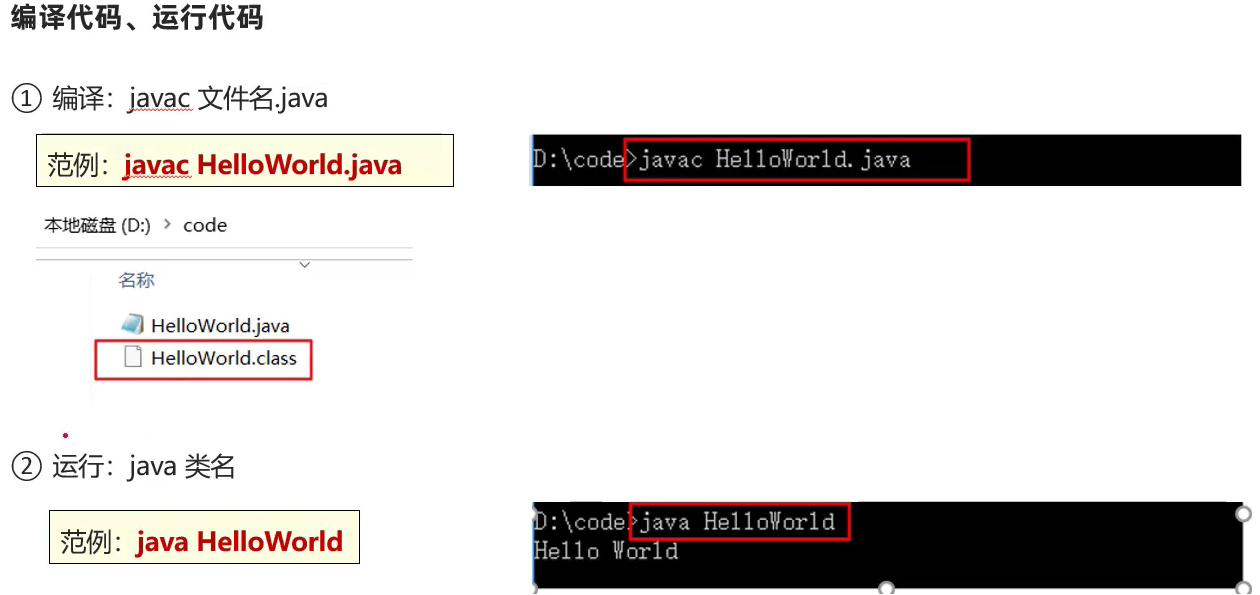 编译代码、运行代码
① 编译：javac 文件名.java
范例：javac HelloWorld.java
D:\code>javac HelloWorld.java
本地磁盘 (D:) > code
名称
HelloWorld.java
HelloWorld.class
② 运行：java 类名
范例：java HelloWorld
D:\code>java HelloWorld
Hello World